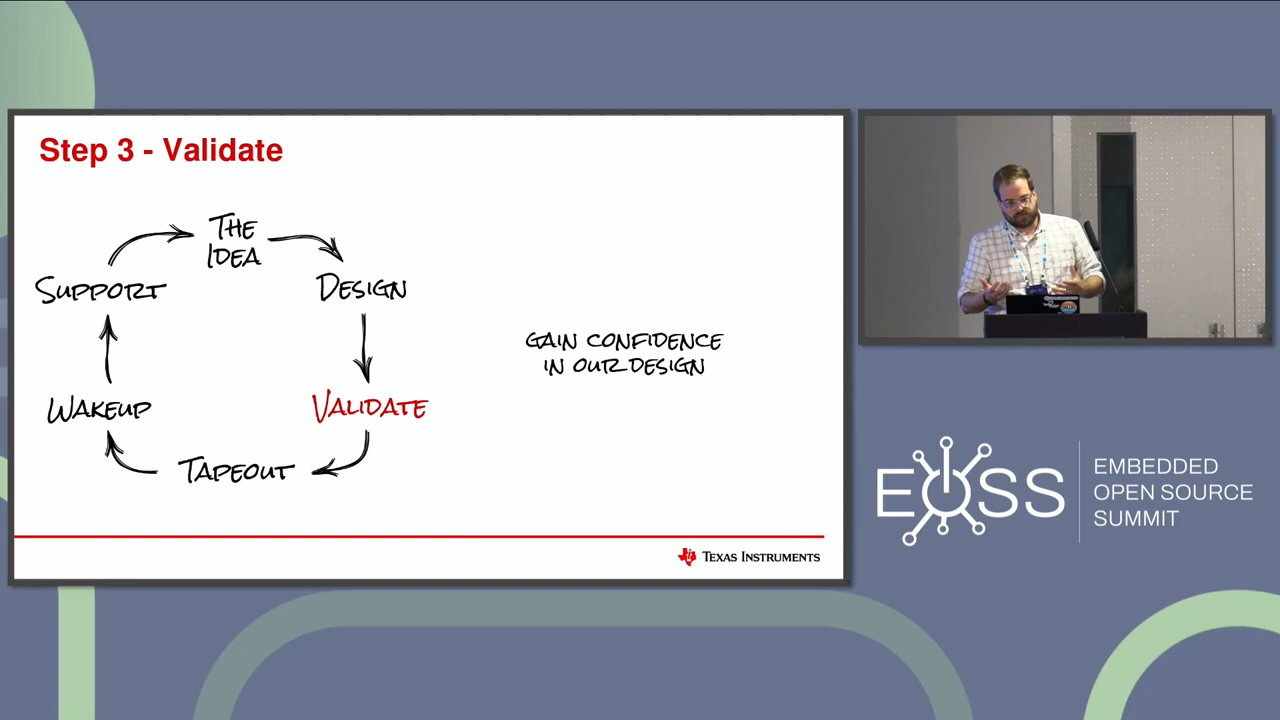 Step 3 - Validate
THE
IDEA
SUPPORT
DESIGN
GAIN CONFIDENCE
IN OUR DESIGN
WAKEUP
VALIDATE
TAPEOUT
TEXAS INSTRUMENTS
EOSS
EMBEDDED
OPEN SOURCE
SUMMIT